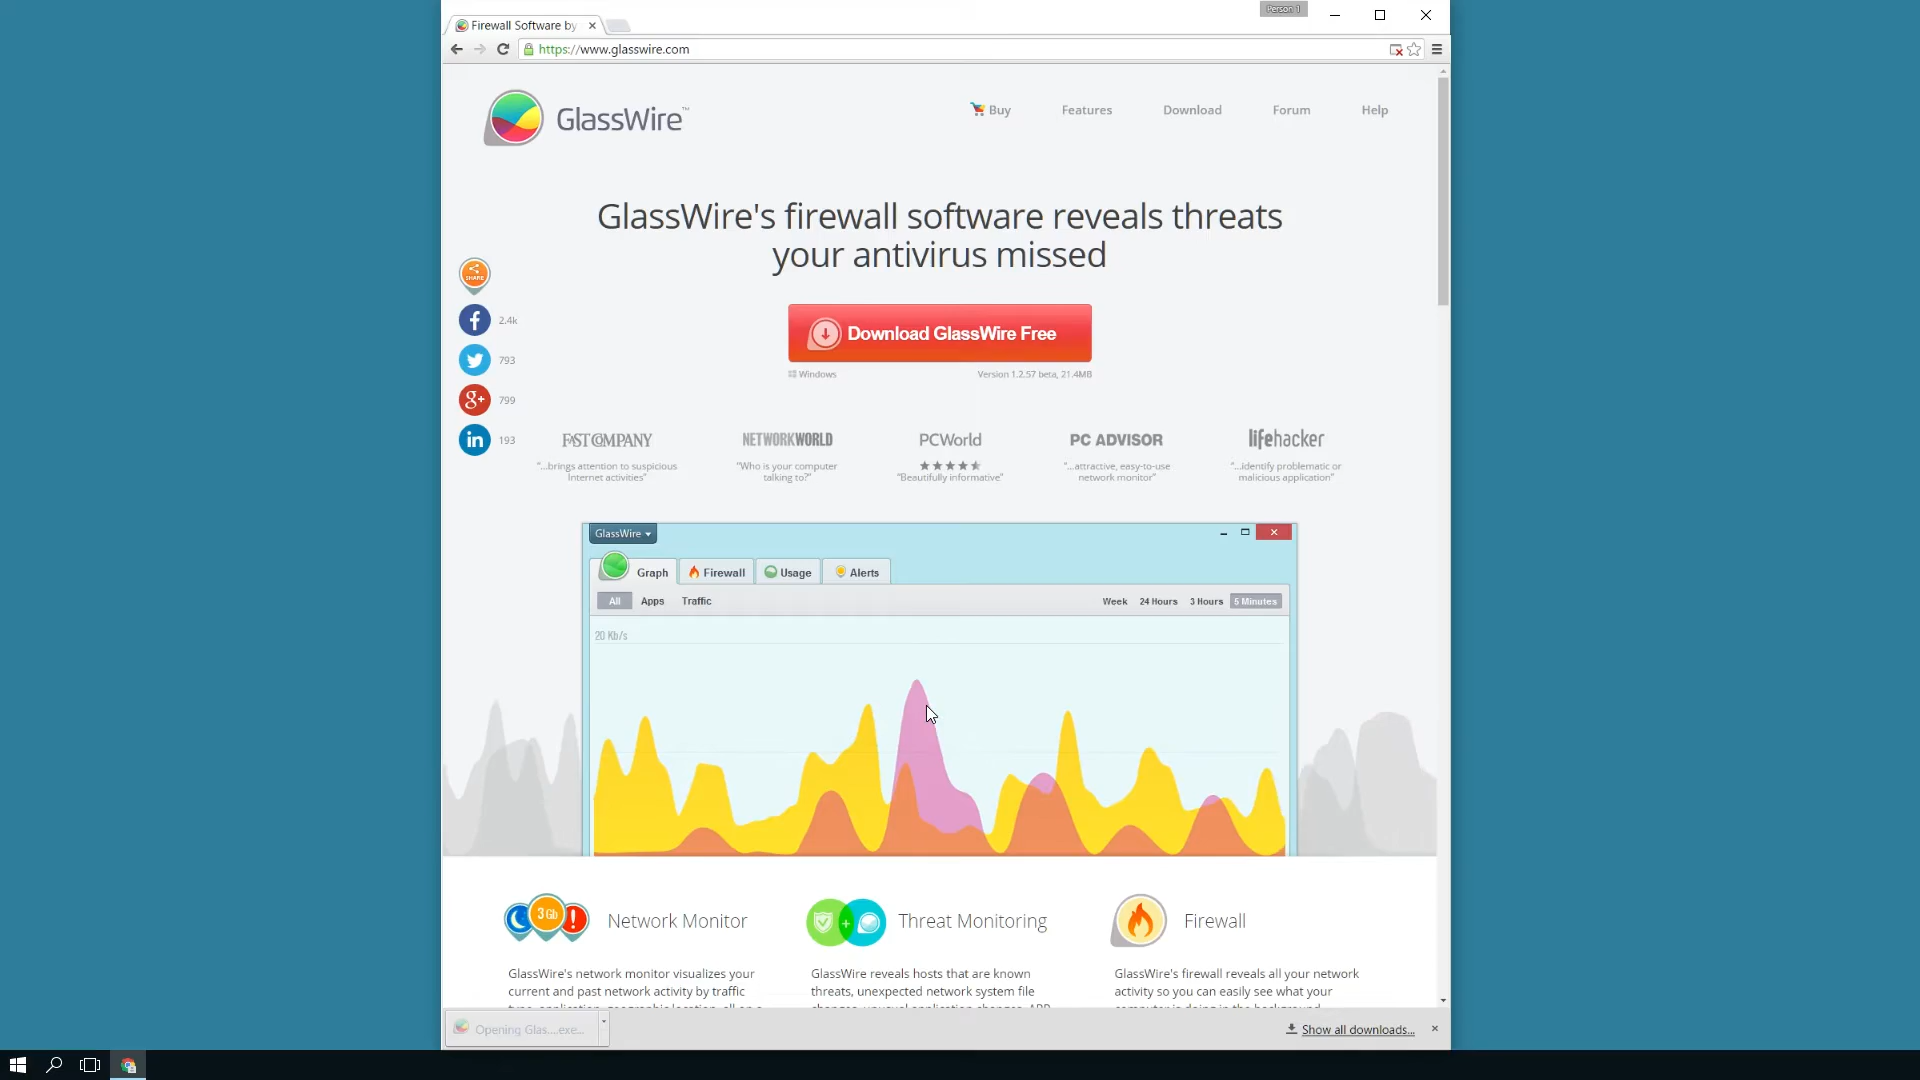 Person 1
Firewall Software by
https://www.glasswire.com
GlassWire™
Buy
Features
Download
Forum
Help
GlassWire's firewall software reveals threats
your antivirus missed
SHARE
2.4k
793
799
193
Download GlassWire Free
Windows
Version 1.2.57 beta, 21.4MB
FAST COMPANY
"...brings attention to suspicious
Internet activities"
NETWORKWORLD
"Who is your computer
talking to?"
PCWorld
"Beautifully informative"
PC ADVISOR
"...attractive, easy-to-use
network monitor"
lifehacker
"...identify problematic or
malicious application"
GlassWire
Graph
Firewall
Usage
Alerts
All
Apps
Traffic
Week
24 Hours
3 Hours
5 Minutes
20 Kb/s
3Gb
Network Monitor
GlassWire's network monitor visualizes your
current and past network activity by traffic
Threat Monitoring
GlassWire reveals hosts that are known
threats, unexpected network system file
Firewall
GlassWire's firewall reveals all your network
activity so you can easily see what your
Opening Glas....exe...
Show all downloads...